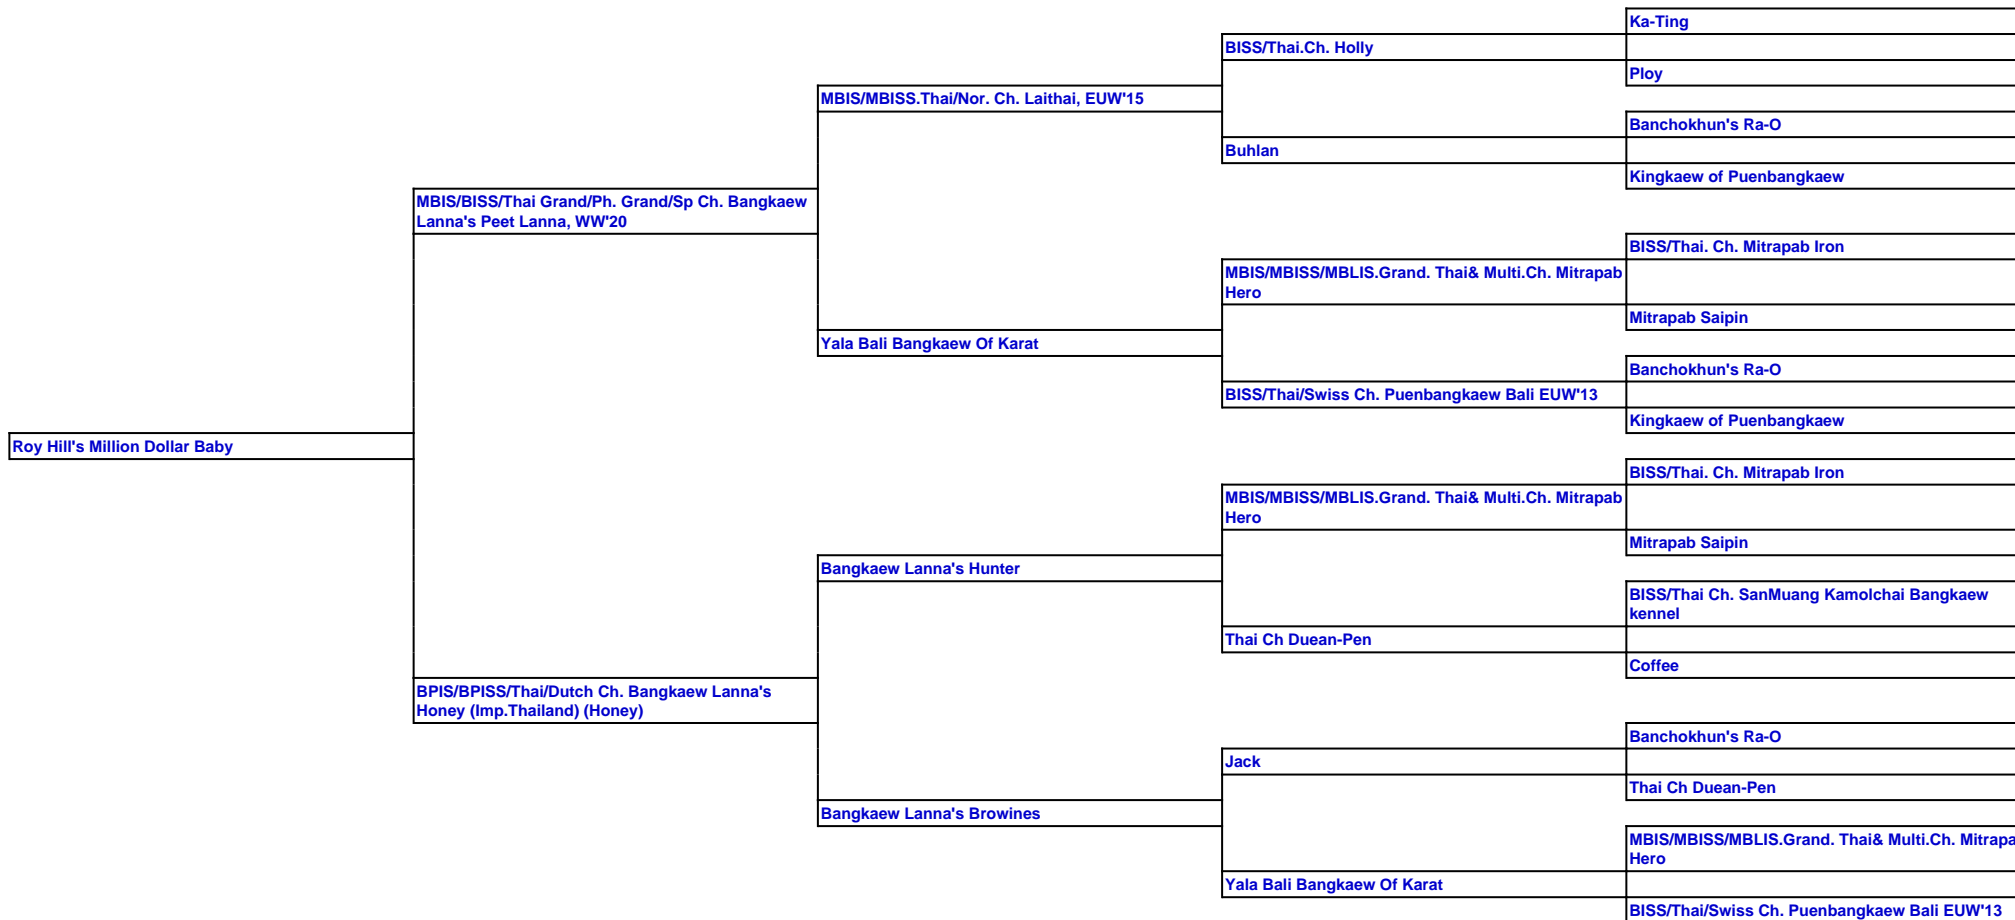 Ka-Ting
BISS/Thai.Ch. Holly
Ploy
MBIS/MBISS.Thai/Nor. Ch. Laithai, EUW'15
Banchokhun's Ra-O
Buhlan
Kingkaew of Puenbangkaew
MBIS/BISS/Thai Grand/Ph. Grand/Sp Ch. Bangkaew
Lanna's Peet Lanna, WW'20
BISS/Thai. Ch. Mitrapab Iron
MBIS/MBISS/MBLIS.Grand. Thai& Multi.Ch. Mitrapab
Hero
Mitrapab Saipin
Yala Bali Bangkaew Of Karat
Banchokhun's Ra-O
BISS/Thai/Swiss Ch. Puenbangkaew Bali EUW'13
Kingkaew of Puenbangkaew
Roy Hill's Million Dollar Baby
BISS/Thai. Ch. Mitrapab Iron
MBIS/MBISS/MBLIS.Grand. Thai& Multi.Ch. Mitrapab
Hero
Mitrapab Saipin
Bangkaew Lanna's Hunter
BISS/Thai Ch. SanMuang Kamolchai Bangkaew
kennel
Thai Ch Duean-Pen
Coffee
BPIS/BPISS/Thai/Dutch Ch. Bangkaew Lanna's
Honey (Imp.Thailand) (Honey)
Banchokhun's Ra-O
Jack
Thai Ch Duean-Pen
Bangkaew Lanna's Browines
MBIS/MBISS/MBLIS.Grand. Thai& Multi.Ch. Mitrapa
Hero
Yala Bali Bangkaew Of Karat
BISS/Thai/Swiss Ch. Puenbangkaew Bali EUW'13